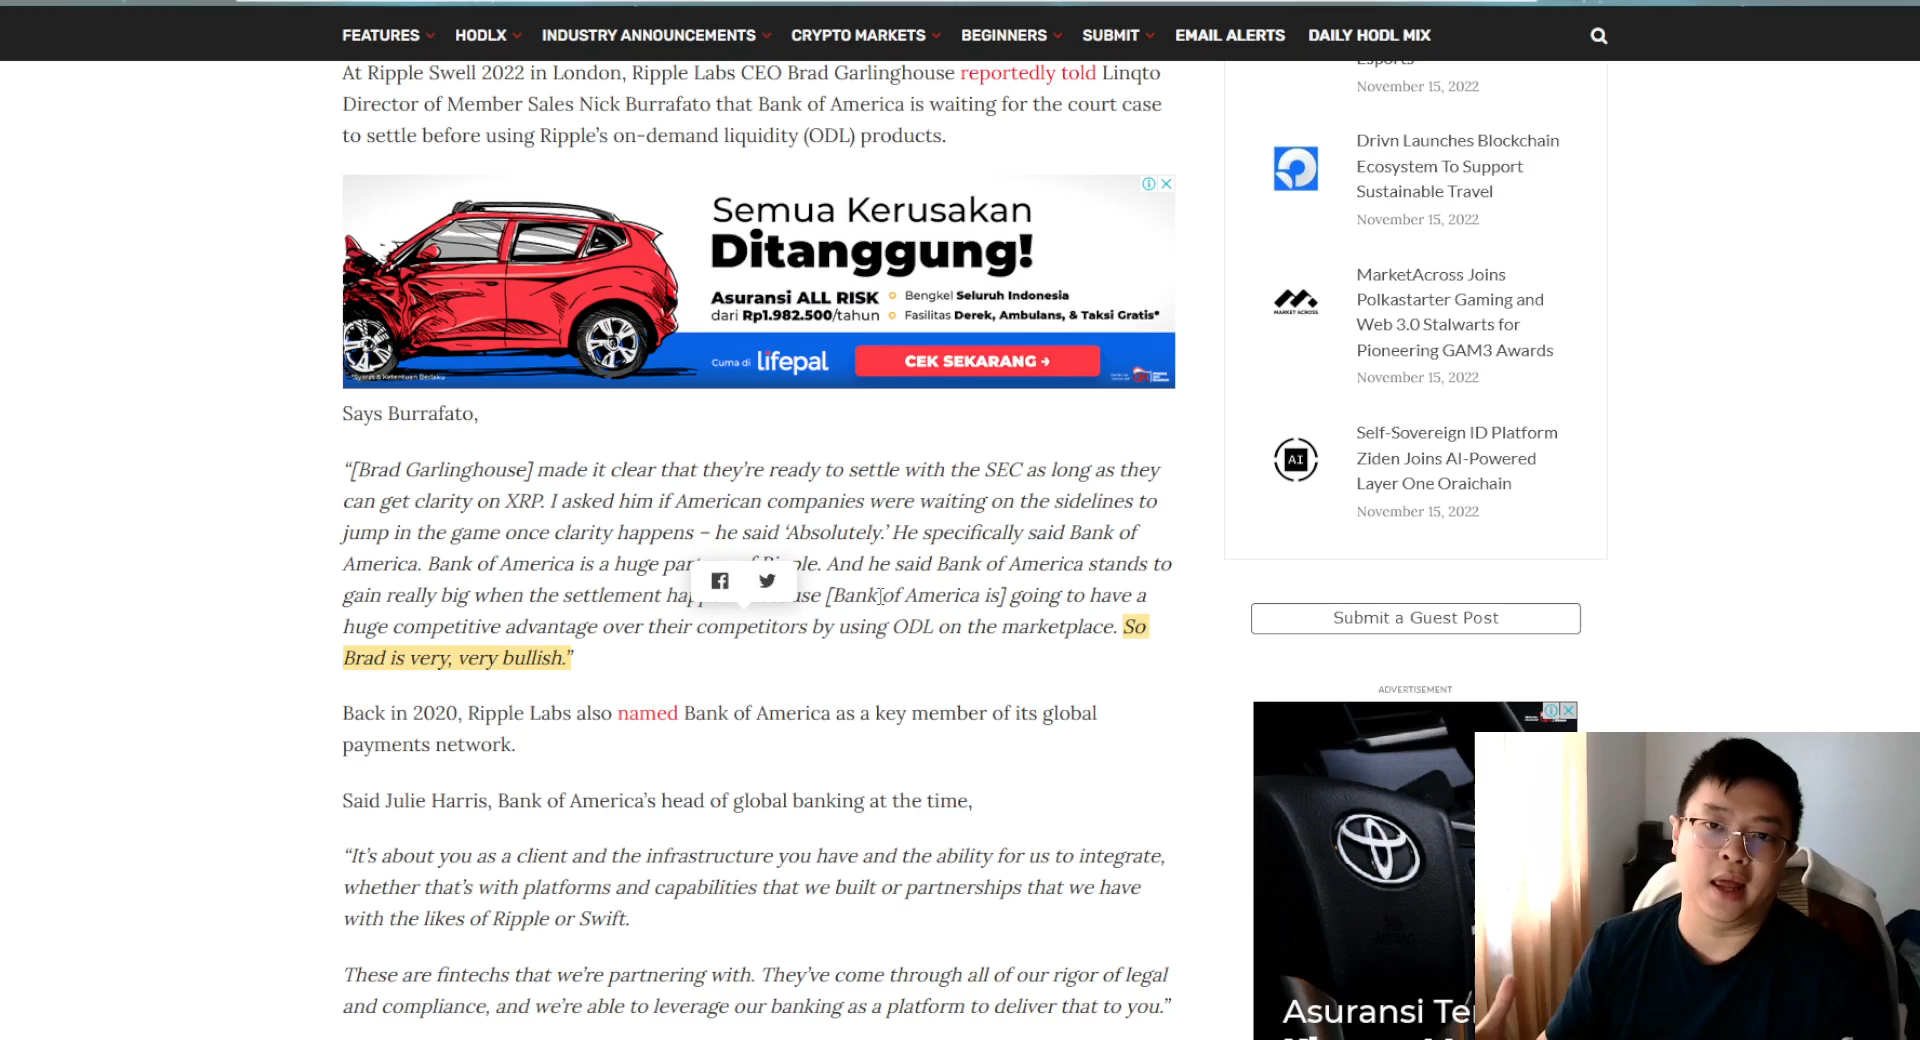 FEATURES HODLX INDUSTRY ANNOUNCEMENTS CRYPTO MARKETS BEGINNERS SUBMIT EMAIL ALERTS DAILY HODL MIX
At Ripple Swell 2022 in London, Ripple Labs CEO Brad Garlinghouse reportedly told Linqto
Director of Member Sales Nick Burrafato that Bank of America is waiting for the court case
to settle before using Ripple's on-demand liquidity (ODL) products.
Semua Kerusakan
Ditanggung!
Asuransi ALL RISK
dari Rp1.982.500/tahun
Bengkel Seluruh Indonesia
Fasilitas Derek, Ambulans, & Taksi Gratis*
*Syarat & Ketentuan Berlaku
Cuma di lifepal
CEK SEKARANG →
Says Burrafato,
“[Brad Garlinghouse] made it clear that they're ready to settle with the SEC as long as they
can get clarity on XRP. I asked him if American companies were waiting on the sidelines to
jump in the game once clarity happens – he said ‘Absolutely.’ He specifically said Bank of
America. Bank of America is a huge par of Ripple. And he said Bank of America stands to
gain really big when the settlement hap use [Bank of America is] going to have a
huge competitive advantage over their competitors by using ODL on the marketplace. So
Brad is very, very bullish.”
Back in 2020, Ripple Labs also named Bank of America as a key member of its global
payments network.
Said Julie Harris, Bank of America's head of global banking at the time,
“It's about you as a client and the infrastructure you have and the ability for us to integrate,
whether that's with platforms and capabilities that we built or partnerships that we have
with the likes of Ripple or Swift.
These are fintechs that we're partnering with. They've come through all of our rigor of legal
and compliance, and we're able to leverage our banking as a platform to deliver that to you.”
Esports
November 15, 2022
Drivn Launches Blockchain
Ecosystem To Support
Sustainable Travel
November 15, 2022
MARKET ACROSS
MarketAcross Joins
Polkastarter Gaming and
Web 3.0 Stalwarts for
Pioneering GAM3 Awards
November 15, 2022
AI
Self-Sovereign ID Platform
Ziden Joins AI-Powered
Layer One Oraichain
November 15, 2022
Submit a Guest Post
ADVERTISEMENT
Asuransi Te